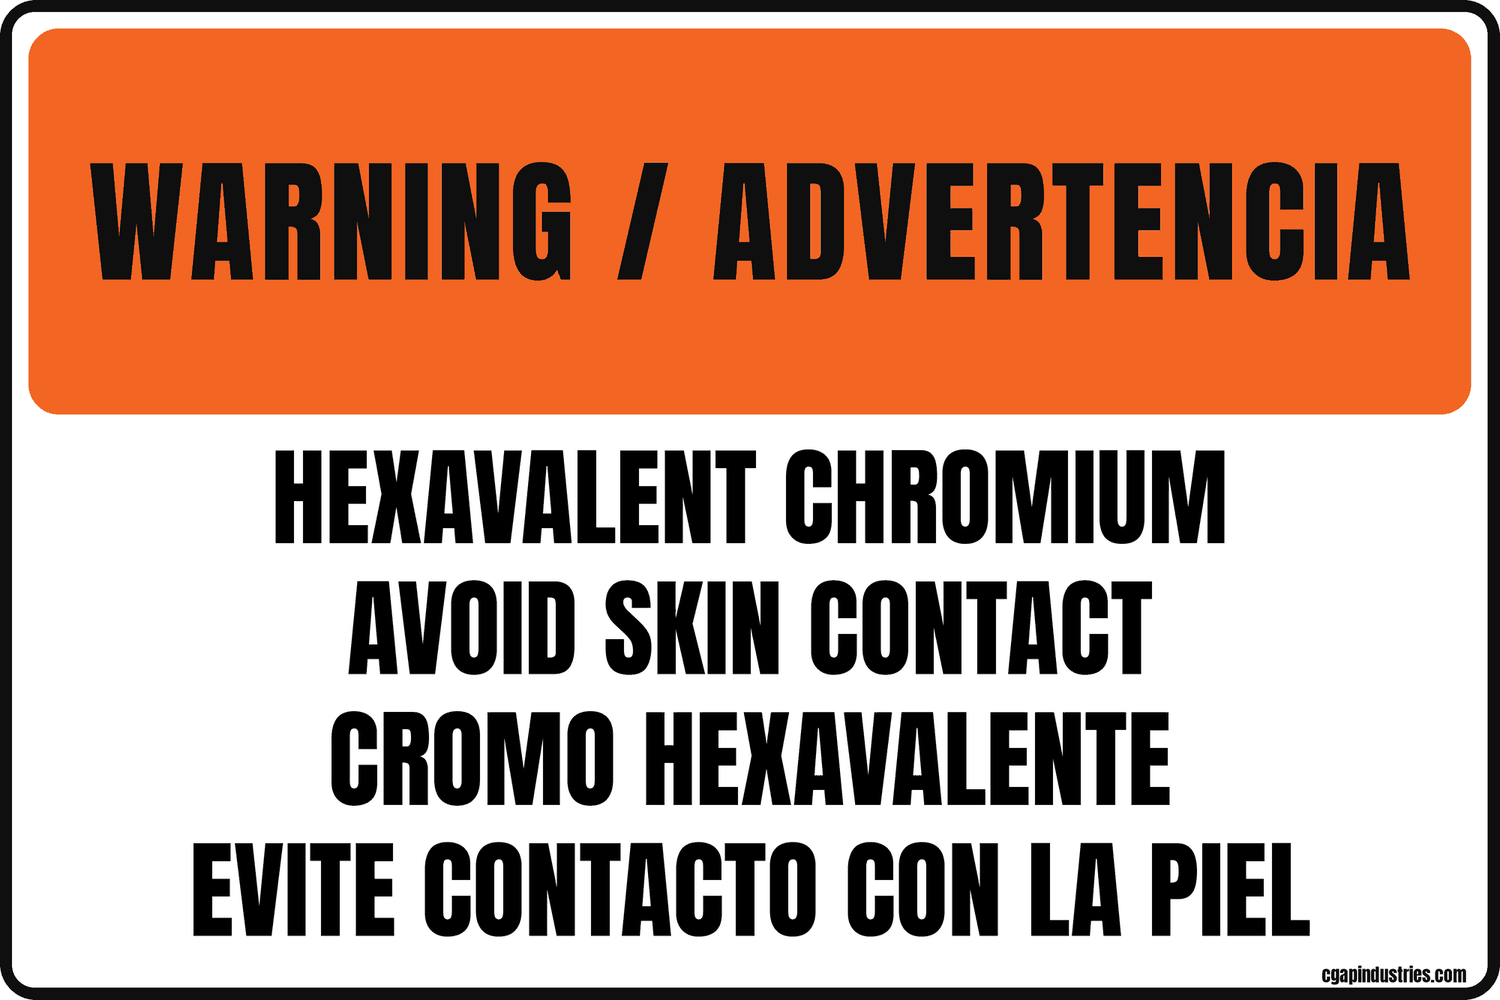 WARNING / ADVERTENCIA
HEXAVALENT CHROMIUM
AVOID SKIN CONTACT
CROMO HEXAVALENTE
EVITE CONTACTO CON LA PIEL
cgapindustries.com